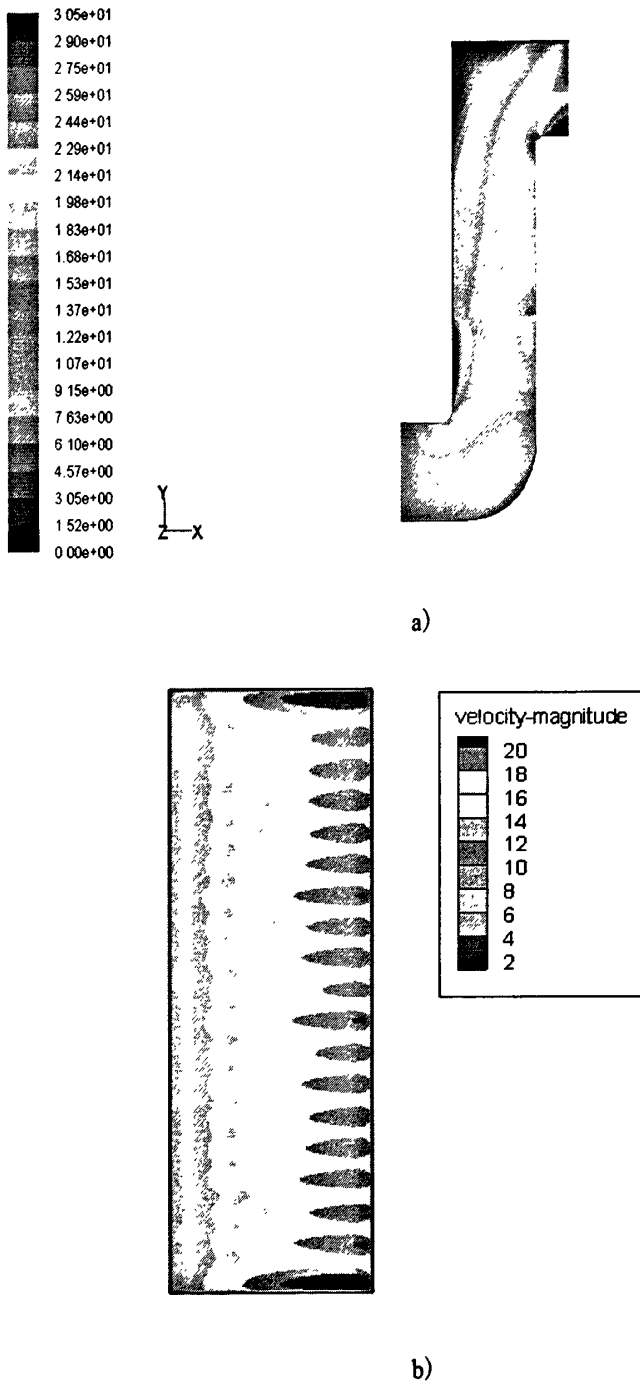 3 05e+01
2 90e+01
2 75e+01
2 59e+01
2 44e+01
2 29e+01
2 14e+01
1 98e+01
1 83e+01
1 68e+01
1 53e+01
1 37e+01
1 22e+01
1 07e+01
9 15e+00
7 63e+00
6 10e+00
4 57e+00
3 05e+00
1 52e+00
0 00e+00
Y
Z X
a)
velocity-magnitude
20
18
16
14
12
10
8
6
4
2
b)